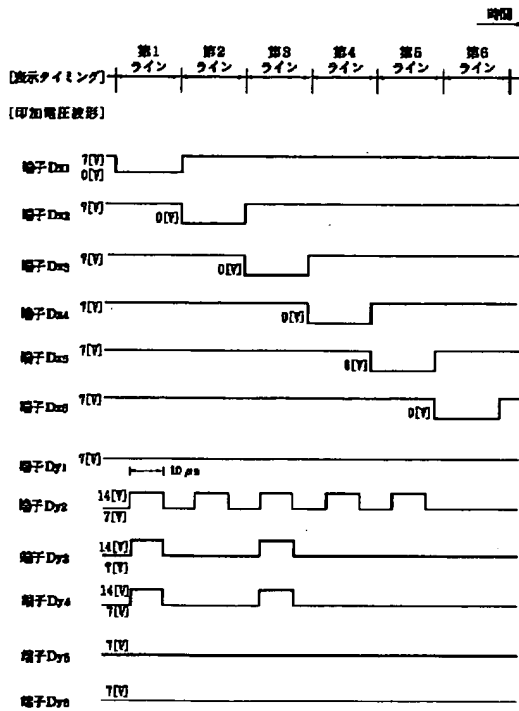 時間
第1 第2 第3 第4 第5 第6
[表示タイミング] ライン ライン ライン ライン ライン ライン
[印加電圧波形]
端子Dx1 7[V]
0[V]
端子Dx2 7[V] 0[V]
端子Dx3 7[V] 0[V]
端子Dx4 7[V] 0[V]
端子Dx5 7[V] 0[V]
端子Dx6 7[V] 0[V]
端子Dy1 7[V]
10 μs
端子Dy2 14[V]
7[V]
端子Dy3 14[V]
7[V]
端子Dy4 14[V]
7[V]
端子Dy5 7[V]
端子Dy6 7[V]